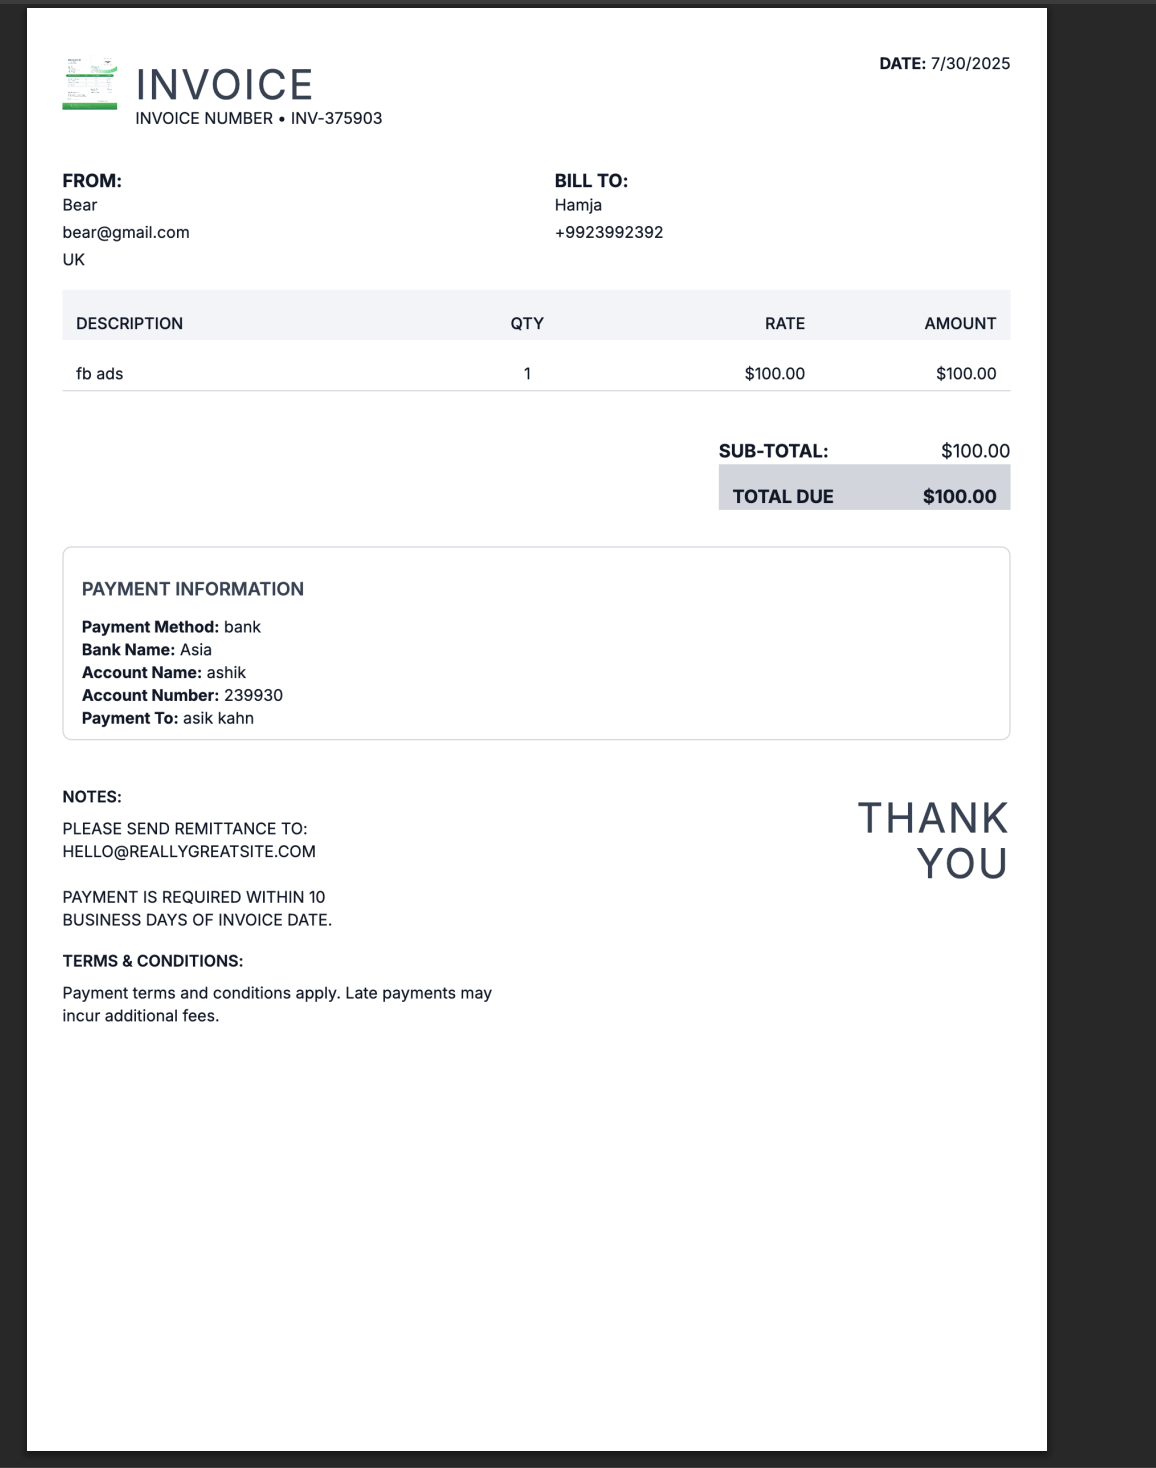 INVOICE
INVOICE NUMBER • INV-375903
DATE: 7/30/2025
FROM:
Bear
bear@gmail.com
UK
BILL TO:
Hamja
+9923992392
DESCRIPTION QTY RATE AMOUNT
fb ads 1 $100.00 $100.00
SUB-TOTAL: $100.00
TOTAL DUE $100.00
PAYMENT INFORMATION
Payment Method: bank
Bank Name: Asia
Account Name: ashik
Account Number: 239930
Payment To: asik kahn
NOTES:
PLEASE SEND REMITTANCE TO:
HELLO@REALLYGREATSITE.COM
PAYMENT IS REQUIRED WITHIN 10
BUSINESS DAYS OF INVOICE DATE.
THANK
YOU
TERMS & CONDITIONS:
Payment terms and conditions apply. Late payments may
incur additional fees.